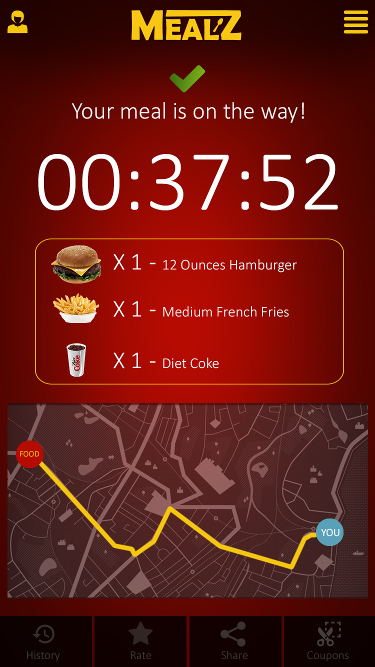 MEALZ
Your meal is on the way!
00:37:52
X 1 - 12 Ounces Hamburger
X 1 - Medium French Fries
X 1 - Diet Coke
FOOD
YOU
History
Rate
Share
Coupons